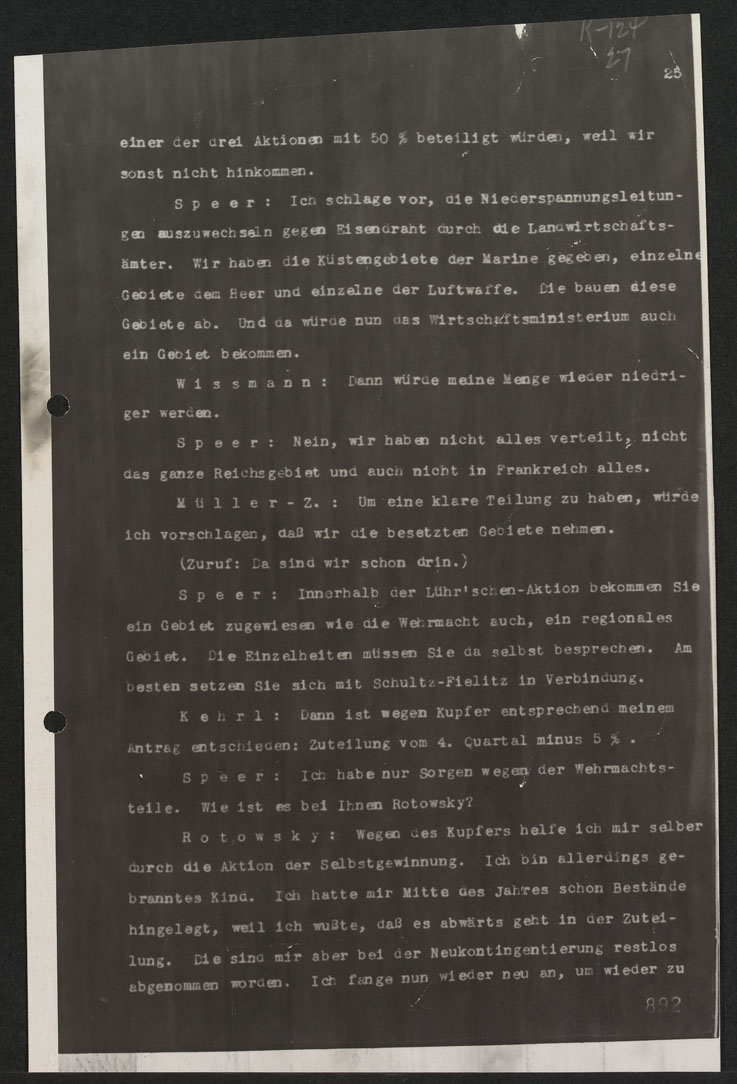 K-124
27
25
einer der drei Aktionen mit 50 % beteiligt würden, weil wir
sonst nicht hinkommen.
S p e e r : Ich schlage vor, die Niederspannungsleitun-
gen auszuwechseln gegen Eisendraht durch die Landwirtschafts-
ämter. Wir haben die Küstengebiete der Marine gegeben, einzelne
Gebiete dem Heer und einzelne der Luftwaffe. Die bauen diese
Gebiete ab. Und da würde nun das Wirtschaftsministerium auch
ein Gebiet bekommen.
W i s s m a n n : Dann würde meine Menge wieder niedri-
ger werden.
S p e e r : Nein, wir haben nicht alles verteilt, nicht
das ganze Reichsgebiet und auch nicht in Frankreich alles.
M ü l l e r - Z. : Um eine klare Teilung zu haben, würde
ich vorschlagen, daß wir die besetzten Gebiete nehmen.
(Zuruf: Da sind wir schon drin.)
S p e e r : Innerhalb der Lühr'schen-Aktion bekommen Sie
ein Gebiet zugewiesen wie die Wehrmacht auch, ein regionales
Gebiet. Die Einzelheiten müssen Sie da selbst besprechen. Am
besten setzen Sie sich mit Schultz-Fielitz in Verbindung.
K e h r l : Dann ist wegen Kupfer entsprechend meinem
Antrag entschieden: Zuteilung vom 4. Quartal minus 5 % .
S p e e r : Ich habe nur Sorgen wegen der Wehrmachts-
teile. Wie ist es bei Ihnen Rotowsky?
R o t o w s k y : Wegen des Kupfers helfe ich mir selber
durch die Aktion der Selbstgewinnung. Ich bin allerdings ge-
branntes Kind. Ich hatte mir Mitte des Jahres schon Bestände
hingelegt, weil ich wußte, daß es abwärts geht in der Zutei-
lung. Die sind mir aber bei der Neukontingentierung restlos
abgenommen worden. Ich fange nun wieder neu an, um wieder zu
892